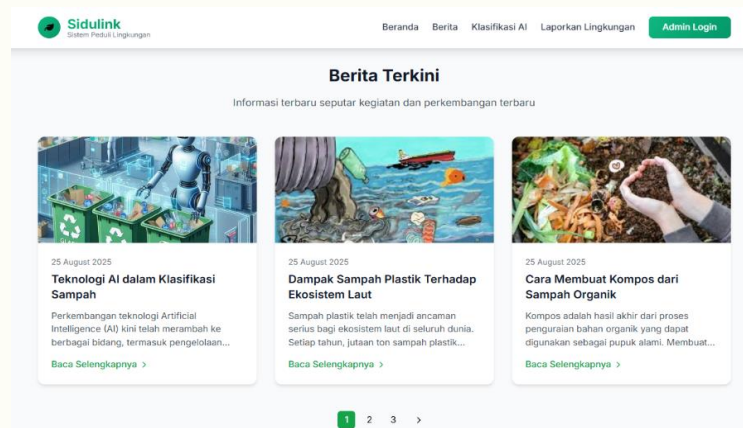 Sidulink
Sistem Peduli Lingkungan
Beranda Berita Klasifikasi AI Laporkan Lingkungan Admin Login
Berita Terkini
Informasi terbaru seputar kegiatan dan perkembangan terbaru
25 August 2025
Teknologi AI dalam Klasifikasi
Sampah
Perkembangan teknologi Artificial
Intelligence (AI) kini telah merambah ke
berbagai bidang, termasuk pengelolaan...
Baca Selengkapnya >
25 August 2025
Dampak Sampah Plastik Terhadap
Ekosistem Laut
Sampah plastik telah menjadi ancaman
serius bagi ekosistem laut di seluruh dunia.
Setiap tahun, jutaan ton sampah plastik...
Baca Selengkapnya >
25 August 2025
Cara Membuat Kompos dari
Sampah Organik
Kompos adalah hasil akhir dari proses
penguraian bahan organik yang dapat
digunakan sebagai pupuk alami. Membuat...
Baca Selengkapnya >
1 2 3 >